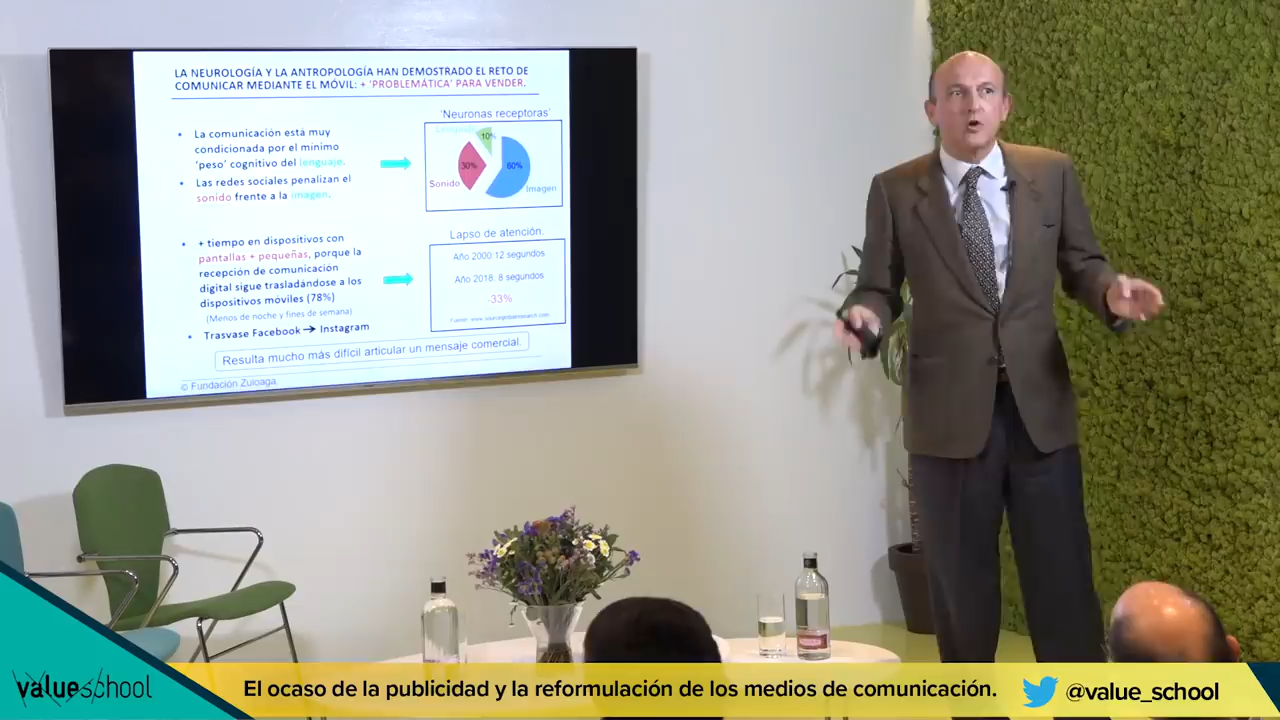 LA NEUROLOGÍA Y LA ANTROPOLOGÍA HAN DEMOSTRADO EL RETO DE
COMUNICAR MEDIANTE EL MÓVIL: + 'PROBLEMÁTICA' PARA VENDER.
• La comunicación está muy
condicionada por el mínimo
'peso' cognitivo del lenguaje.
• Las redes sociales penalizan el
sonido frente a la imagen.
'Neuronas receptoras'
Lenguaje
10%
30%
60%
Sonido
Imagen
• + tiempo en dispositivos con
pantallas + pequeñas, porque la
recepción de comunicación
digital sigue trasladándose a los
dispositivos móviles (78%)
(Menos de noche y fines de semana)
• Trasvase Facebook → Instagram
Lapso de atención.
Año 2000:12 segundos
Año 2018: 8 segundos
-33%
Fuente: www.
Resulta mucho más difícil articular un mensaje comercial.
© Fundación Zuloaga
value school
El ocaso de la publicidad y la reformulación de los medios de comunicación.
@value_school